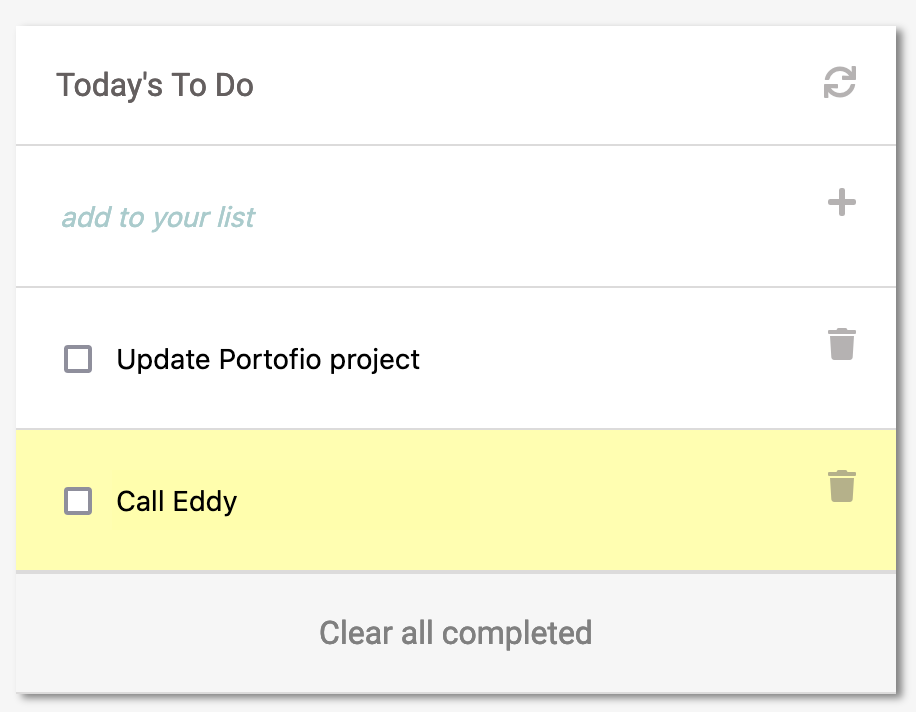 Today's To Do
add to your list
Update Portofio project
Call Eddy
Clear all completed